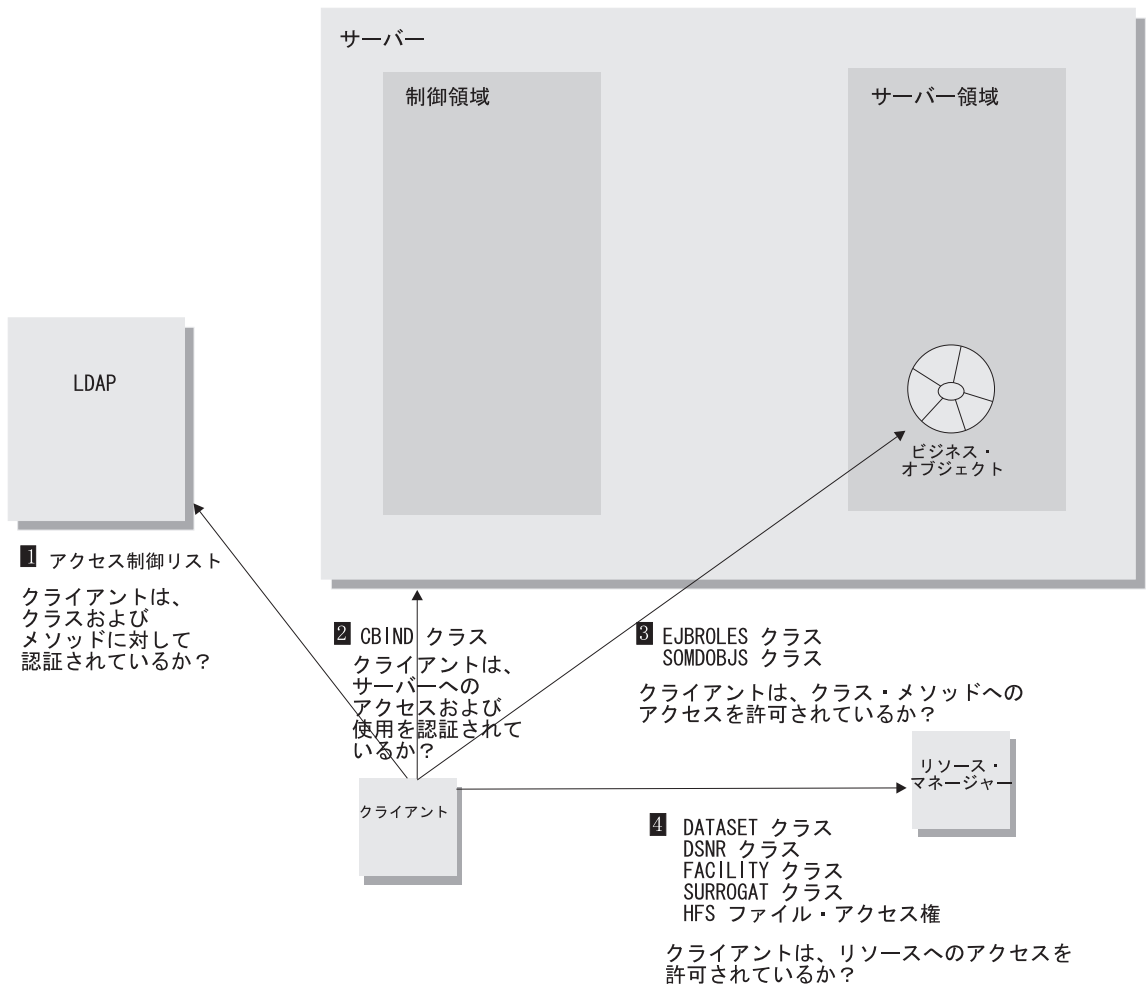 サーバー
制御領域
サーバー領域
LDAP
ビジネス・
オブジェクト
1 アクセス制御リスト
クライアントは、
クラスおよび
メソッドに対して
認証されているか？
2 CBIND クラス
クライアントは、
サーバーへの
アクセスおよび
使用を認証されて
いるか？
3 EJBROLES クラス
SOMDOBJS クラス
クライアントは、クラス・メソッドへの
アクセスを許可されているか？
クライアント
リソース・
マネージャー
4 DATASET クラス
DSNR クラス
FACILITY クラス
SURROGAT クラス
HFS ファイル・アクセス権
クライアントは、リソースへのアクセスを
許可されているか？